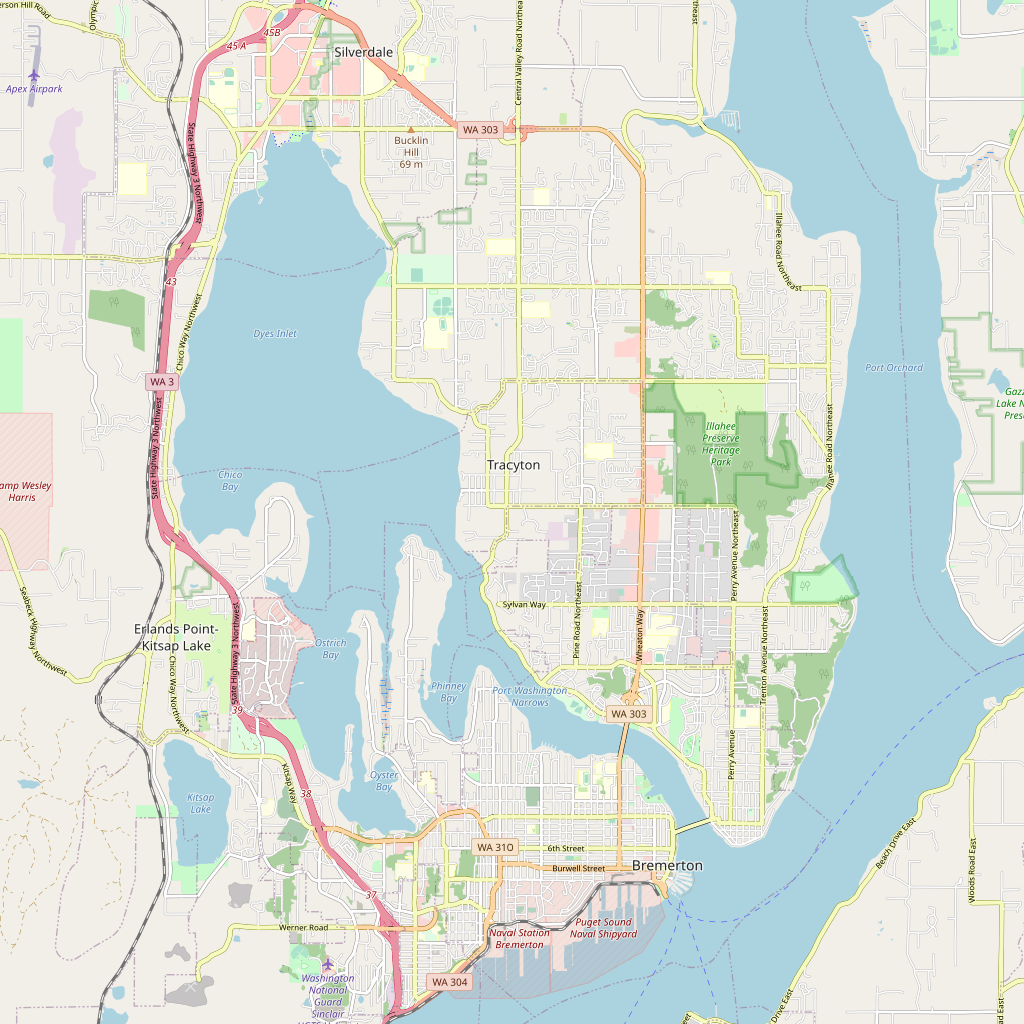 erson Hill Road
Olympic
45 A
45B
Silverdale
Central Valley Road Northeast
Northeast
Apex Airpark
State Highway 3 Northwest
Bucklin
Hill
69 m
WA 303
Illahee Road Northeast
43
Chico Way Northwest
Dyes Inlet
Port Orchard
WA 3
State Highway 3 Northwest
Gazz
Lake N
Prese
Illahee
Preserve
Heritage
Park
Illahee Road Northeast
Tracyton
Chico
Bay
amp Wesley
Harris
Perry Avenue Northeast
Seabeck Highway Northwest
Sylvan Way
Pine Road Northeast
Wheaton Way
Erlands Point-
Kitsap Lake
State Highway 3 Northwest
Ostrich
Bay
Chico Way Northwest
Trenton Avenue Northeast
Phinney
Bay
Port Washington
Narrows
39
WA 303
Perry Avenue
Kitsap Way
Oyster
Bay
Kitsap
Lake
38
Beach Drive East
WA 310
6th Street
Burwell Street
Bremerton
Woods Road East
37
Werner Road
Naval Station
Bremerton
Puget Sound
Naval Shipyard
Washington
National
Guard
Sinclair
WA 304
Drive East
ad East